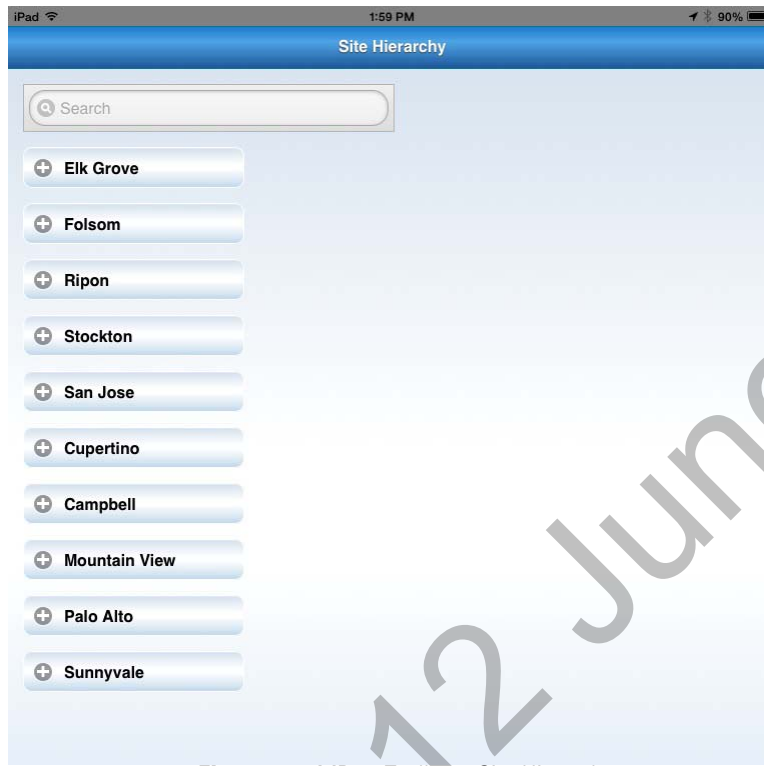 iPad 1:59 PM 90%
Site Hierarchy
Search
Elk Grove
Folsom
Ripon
Stockton
San Jose
Cupertino
Campbell
Mountain View
Palo Alto
Sunnyvale
12 June